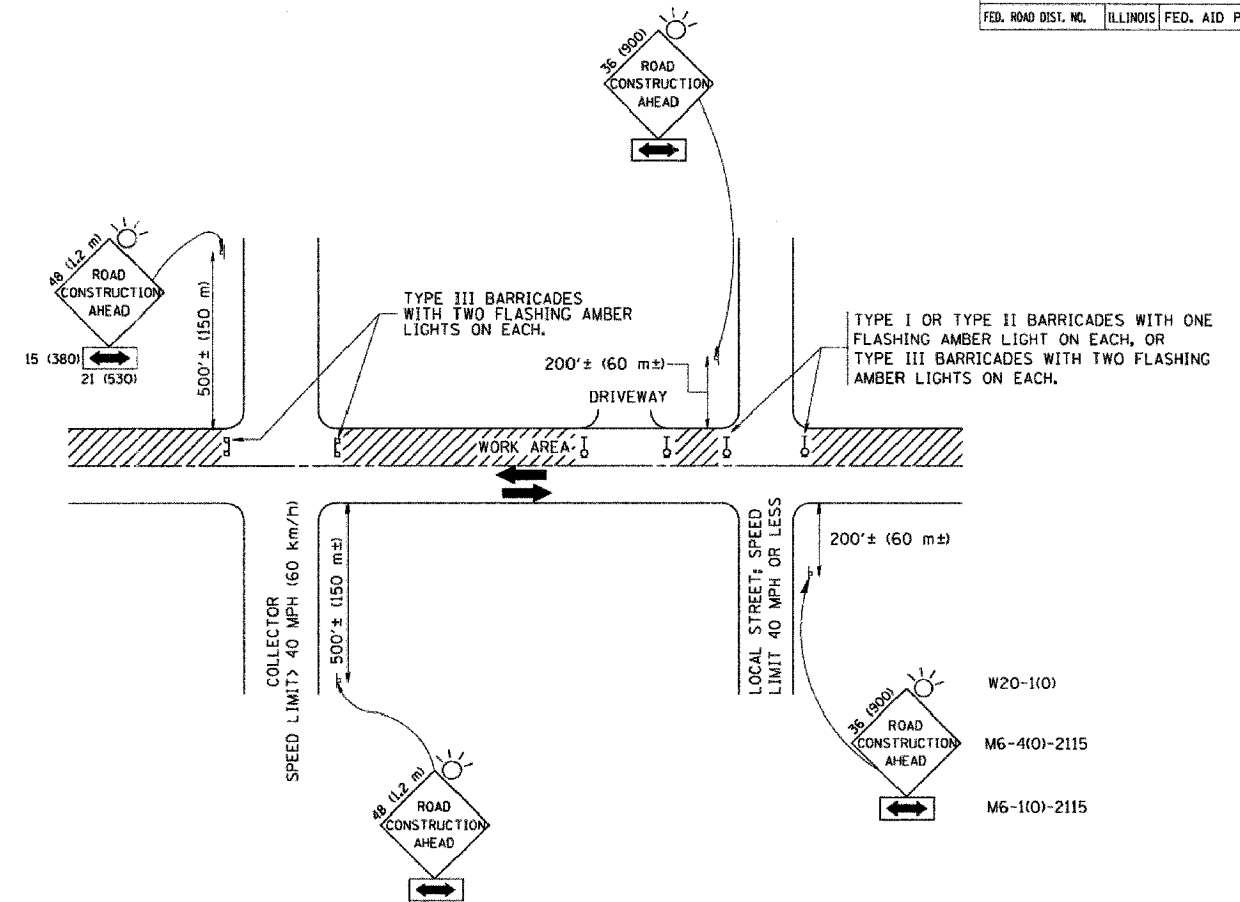 FED. ROAD DIST. NO. ILLINOIS FED. AID P
36 (900)
ROAD
CONSTRUCTION
AHEAD
48 (1.2 m)
ROAD
CONSTRUCTION
AHEAD
15 (380)
21 (530)
500'± (150 m)
TYPE III BARRICADES
WITH TWO FLASHING AMBER
LIGHTS ON EACH.
200'± (60 m±)
DRIVEWAY
TYPE I OR TYPE II BARRICADES WITH ONE
FLASHING AMBER LIGHT ON EACH, OR
TYPE III BARRICADES WITH TWO FLASHING
AMBER LIGHTS ON EACH.
WORK AREA
COLLECTOR
SPEED LIMIT> 40 MPH (60 km/h)
500'± (150 m±)
LOCAL STREET; SPEED
LIMIT 40 MPH OR LESS
200'± (60 m±)
48 (1.2 m)
ROAD
CONSTRUCTION
AHEAD
36 (900)
ROAD
CONSTRUCTION
AHEAD
W20-1(O)
M6-4(O)-2115
M6-1(O)-2115